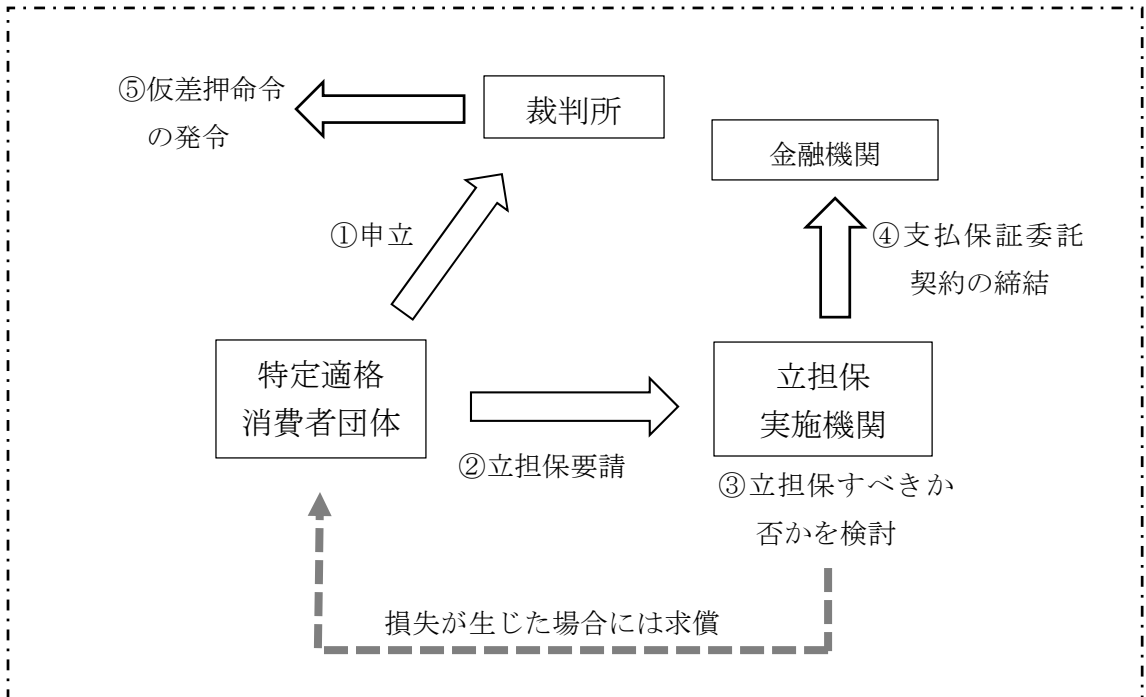 ⑤仮差押命令
の発令
裁判所
金融機関
①申立
④支払保証委託
契約の締結
特定適格
消費者団体
立担保
実施機関
②立担保要請
③立担保すべきか
否かを検討
損失が生じた場合には求償